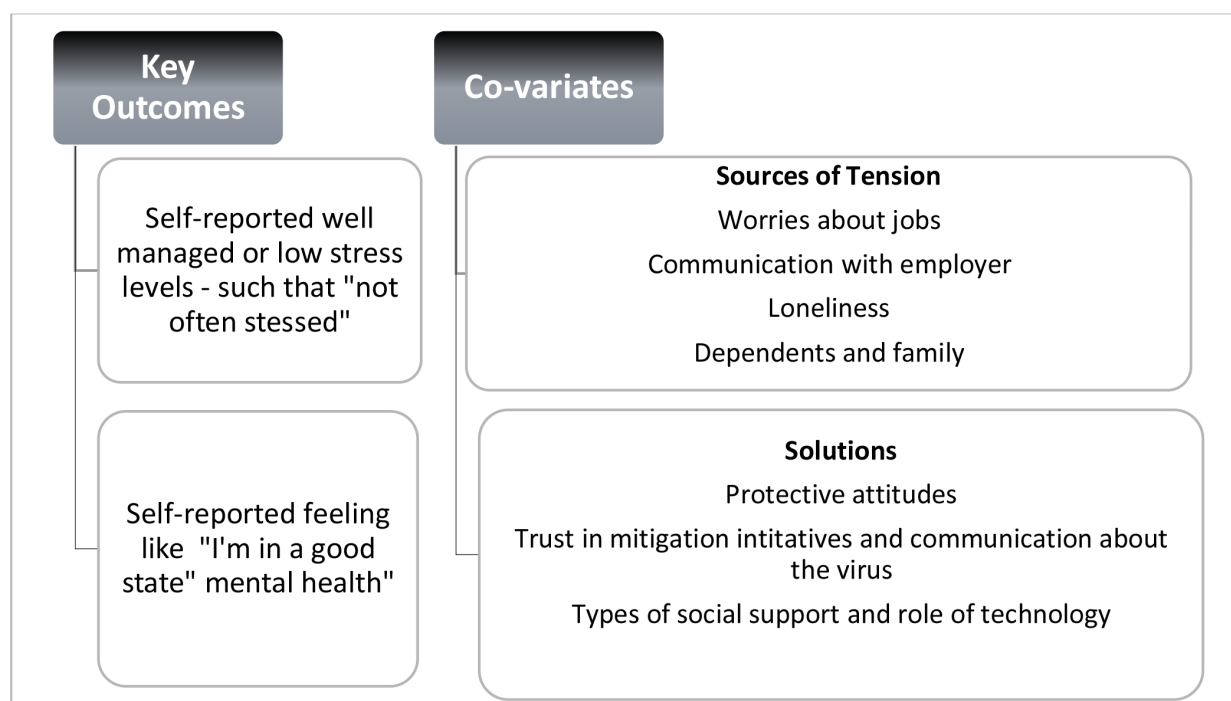 Key
Outcomes
Self-reported well
managed or low stress
levels - such that "not
often stressed"
Self-reported feeling
like "I'm in a good
state" mental health"
Co-variates
Sources of Tension
Worries about jobs
Communication with employer
Loneliness
Dependents and family
Solutions
Protective attitudes
Trust in mitigation intitatives and communication about
the virus
Types of social support and role of technology